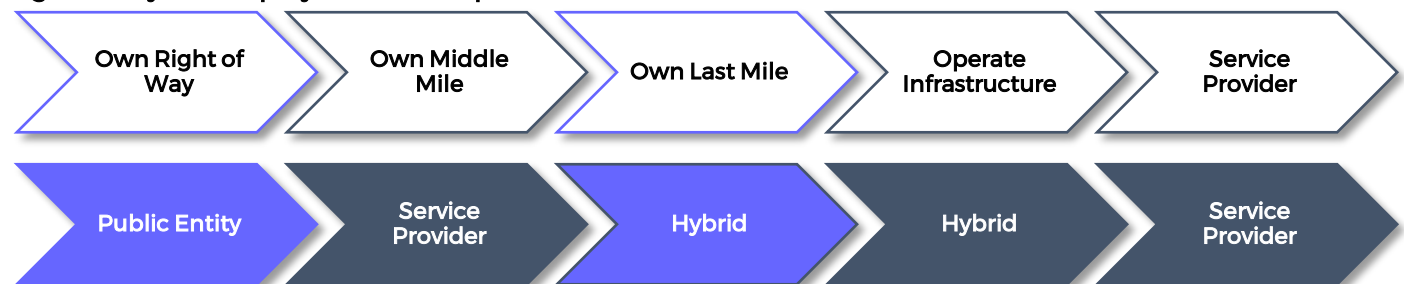 Own Right of
Way
Own Middle
Mile
Own Last Mile
Operate
Infrastructure
Service
Provider
Public Entity
Service
Provider
Hybrid
Hybrid
Service
Provider